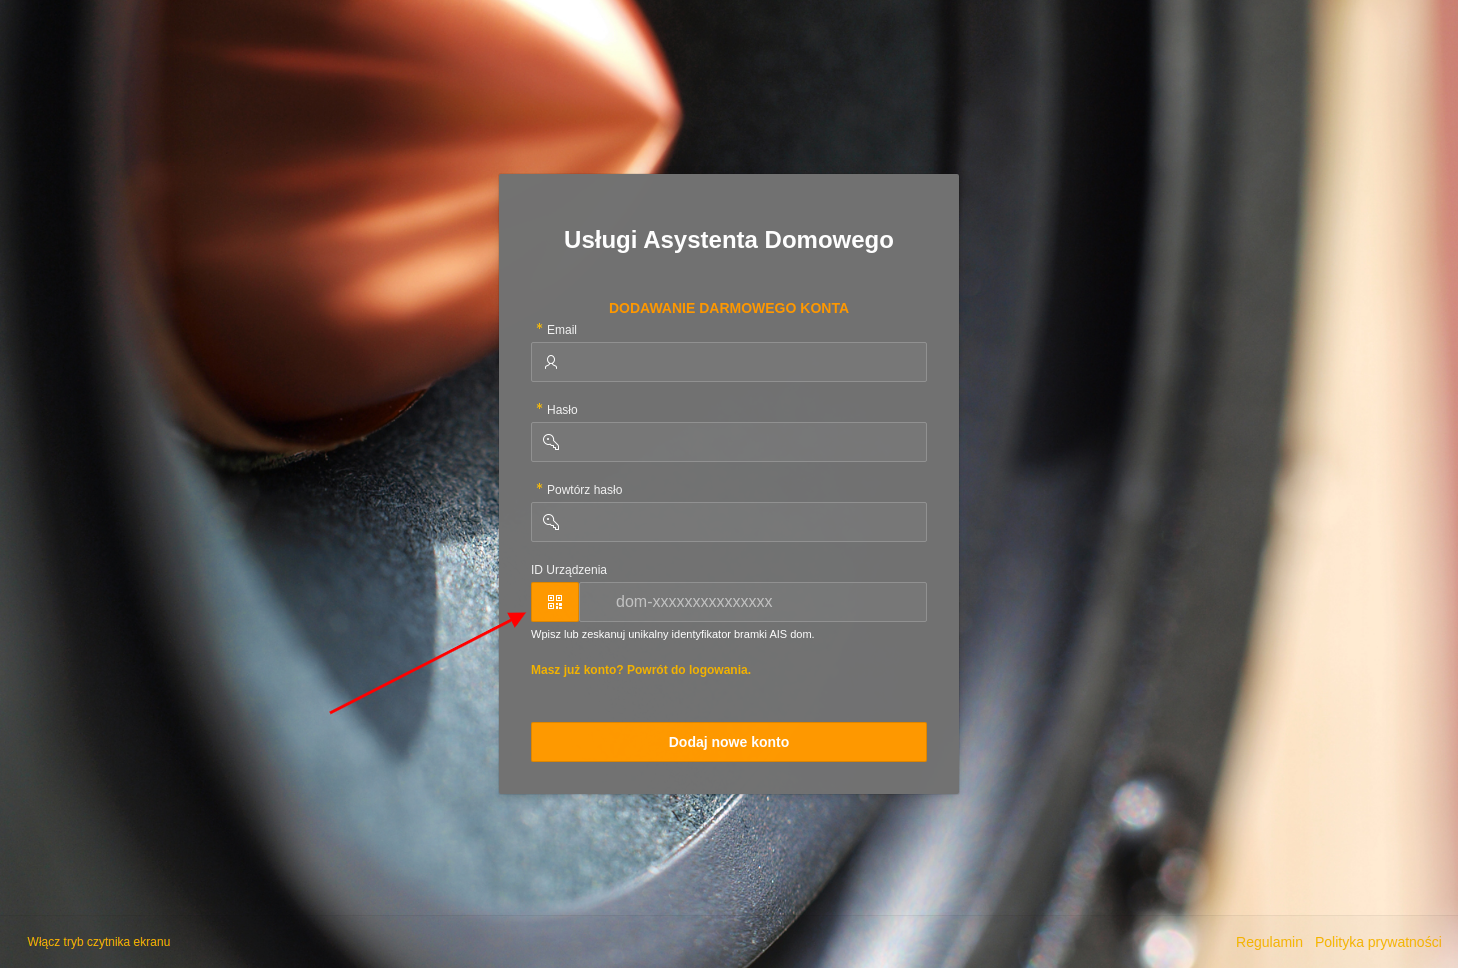 Usługi Asystenta Domowego
DODAWANIE DARMOWEGO KONTA
* Email
* Hasło
* Powtórz hasło
ID Urządzenia
dom-xxxxxxxxxxxxxxx
Wpisz lub zeskanuj unikalny identyfikator bramki AIS dom.
Masz już konto? Powrót do logowania.
Dodaj nowe konto
Włącz tryb czytnika ekranu
Regulamin Polityka prywatności